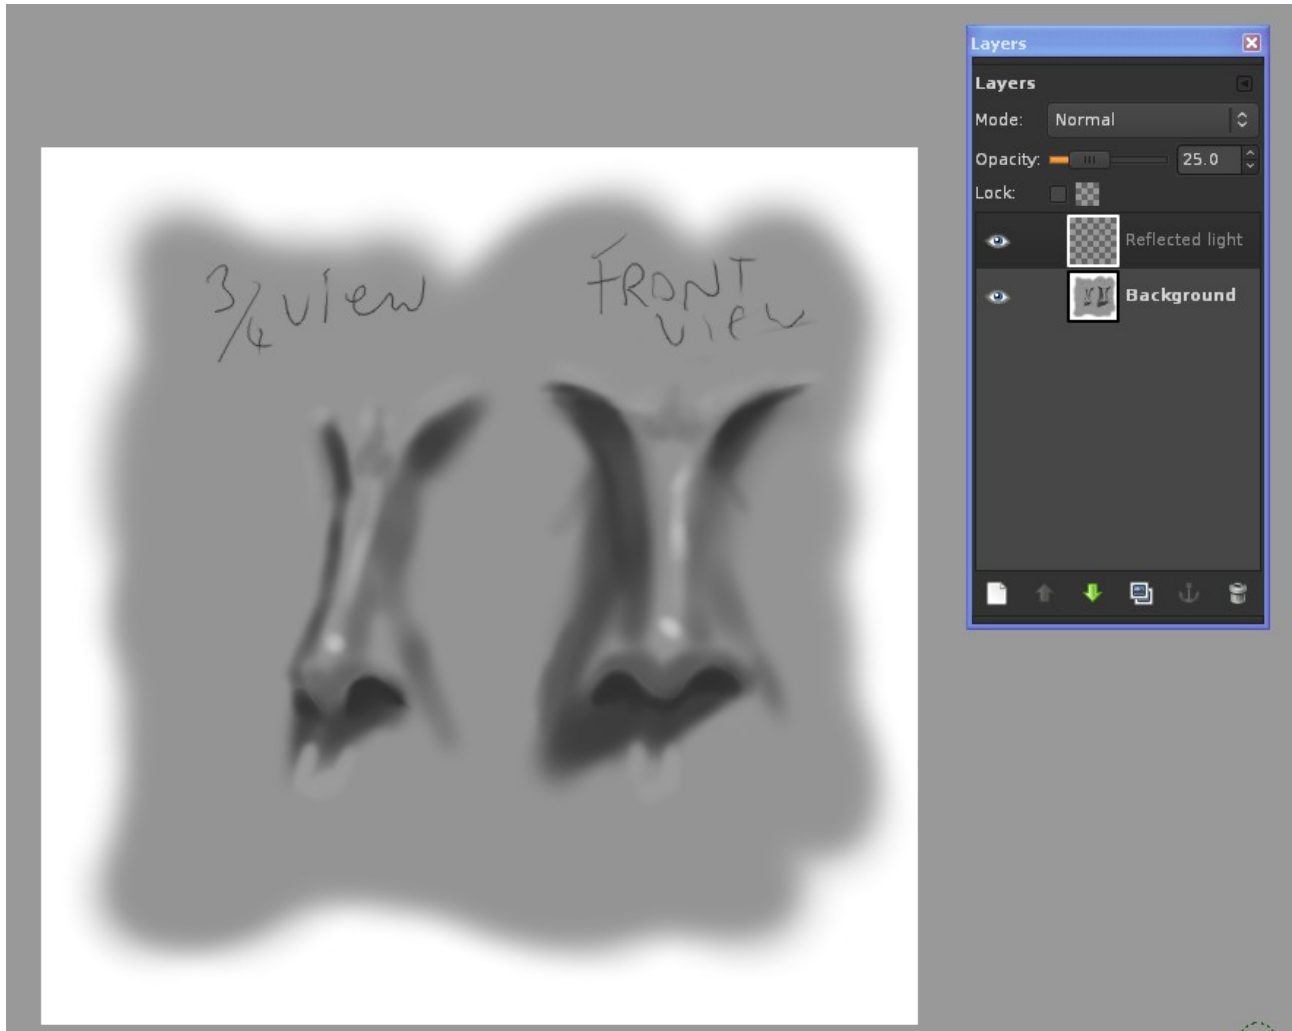 3/4 view
FRONT
view
Layers
Layers
Mode: Normal
Opacity: 25.0
Lock:
Reflected light
Background